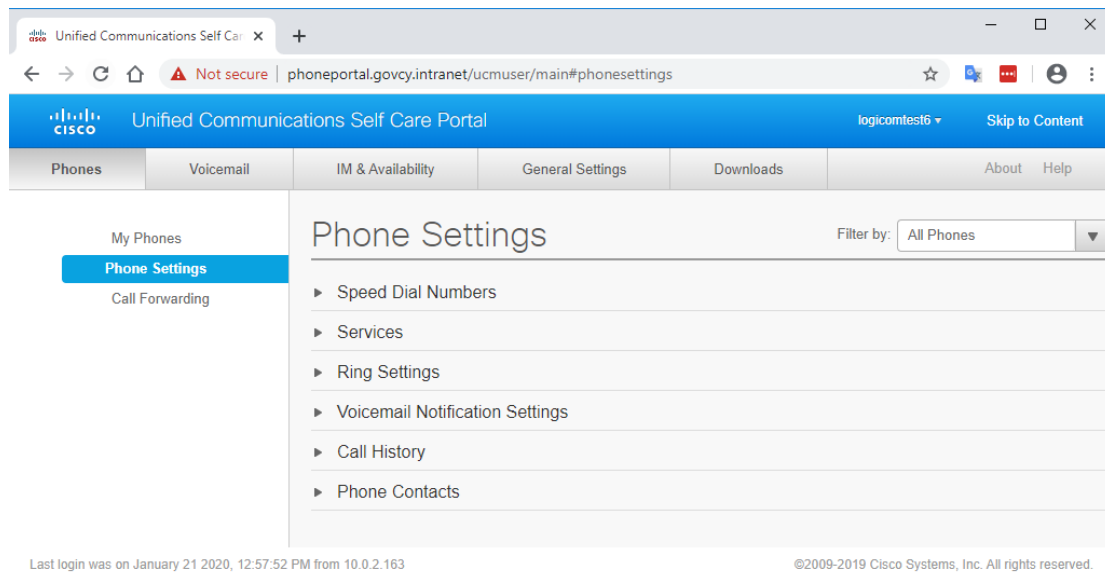 Unified Communications Self Car
Not secure | phoneportal.govcy.intranet/ucmuser/main#phonesettings
CISCO Unified Communications Self Care Portal logicomtest6 Skip to Content
Phones Voicemail IM & Availability General Settings Downloads About Help
My Phones
Phone Settings
Call Forwarding
Phone Settings Filter by: All Phones
Speed Dial Numbers
Services
Ring Settings
Voicemail Notification Settings
Call History
Phone Contacts
Last login was on January 21 2020, 12:57:52 PM from 10.0.2.163 ©2009-2019 Cisco Systems, Inc. All rights reserved.